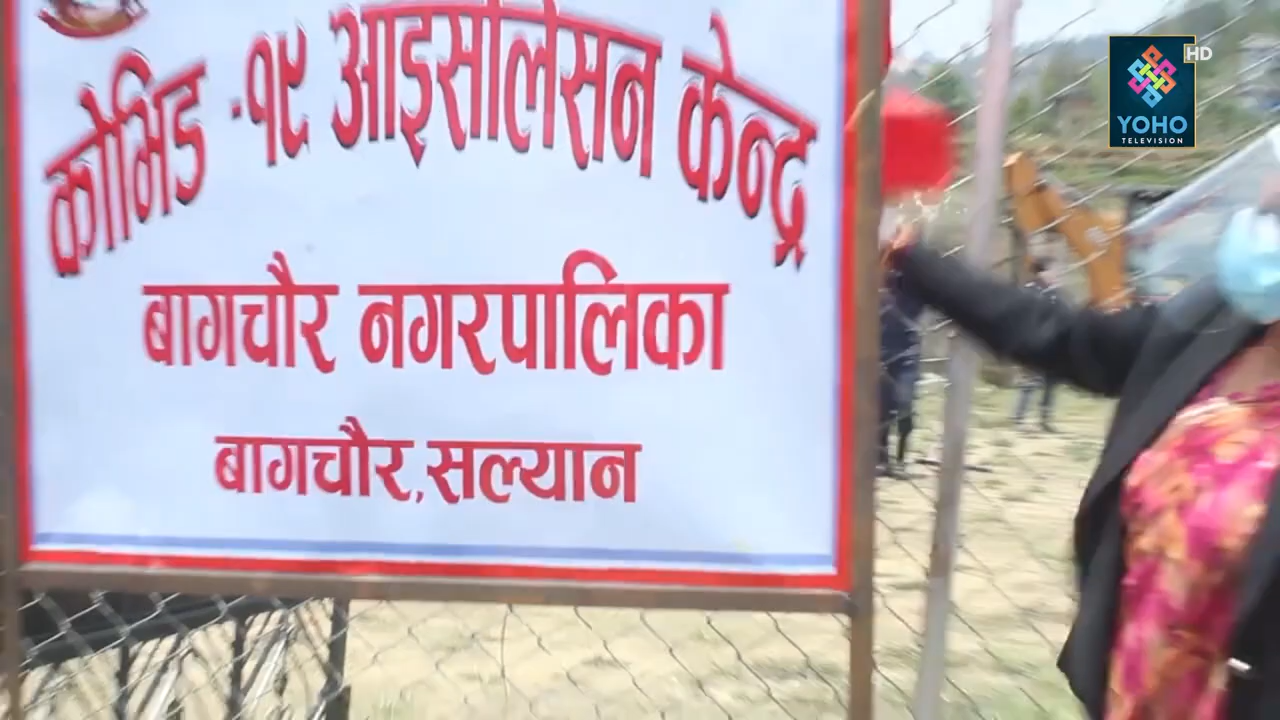 कोभिड -१९ आइसोलेसन केन्द्र
बागचौर नगरपालिका
बागचौर, सल्यान
HD
YOHO
TELEVISION